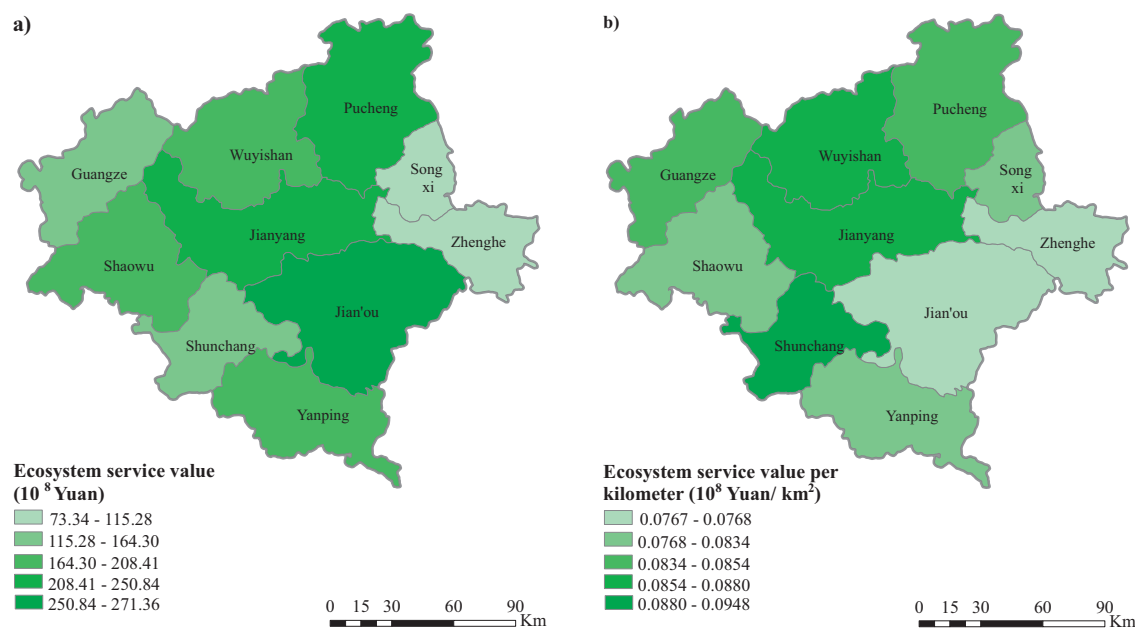 a)
Pucheng
Wuyishan
Song
xi
Guangze
Jianyang
Zhenghe
Shaowu
Jian'ou
Shunchang
Yanping
Ecosystem service value
(10 ⁸ Yuan)
73.34 - 115.28
115.28 - 164.30
164.30 - 208.41
208.41 - 250.84
250.84 - 271.36
0 15 30 60 90
Km
b)
Pucheng
Wuyishan
Song
xi
Guangze
Jianyang
Zhenghe
Shaowu
Jian'ou
Shunchang
Yanping
Ecosystem service value per
kilometer (10⁸ Yuan/ km²)
0.0767 - 0.0768
0.0768 - 0.0834
0.0834 - 0.0854
0.0854 - 0.0880
0.0880 - 0.0948
0 15 30 60 90
Km